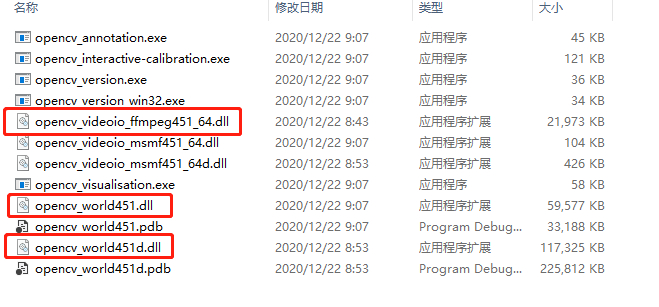 名称 修改日期 类型 大小
opencv_annotation.exe 2020/12/22 9:07 应用程序 45 KB
opencv_interactive-calibration.exe 2020/12/22 9:07 应用程序 121 KB
opencv_version.exe 2020/12/22 9:07 应用程序 36 KB
opencv_version_win32.exe 2020/12/22 9:07 应用程序 34 KB
opencv_videoio_ffmpeg451_64.dll 2020/12/22 8:43 应用程序扩展 21,973 KB
opencv_videoio_msmf451_64.dll 2020/12/22 9:07 应用程序扩展 104 KB
opencv_videoio_msmf451_64d.dll 2020/12/22 8:53 应用程序扩展 426 KB
opencv_visualisation.exe 2020/12/22 9:07 应用程序 58 KB
opencv_world451.dll 2020/12/22 9:07 应用程序扩展 59,577 KB
opencv_world451.pdb 2020/12/22 9:07 Program Debug... 33,188 KB
opencv_world451d.dll 2020/12/22 8:53 应用程序扩展 117,325 KB
opencv_world451d.pdb 2020/12/22 8:53 Program Debug... 225,812 KB